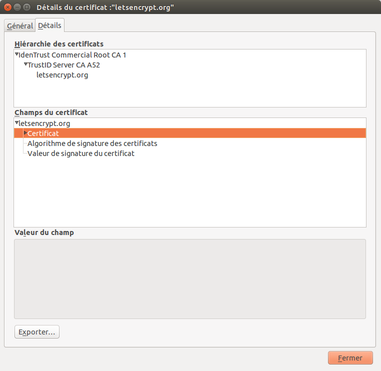 Détails du certificat :"letsencrypt.org"
Général Détails
Hiérarchie des certificats
IdenTrust Commercial Root CA 1
TrustID Server CA A52
letsencrypt.org
Champs du certificat
letsencrypt.org
Certificat
Algorithme de signature des certificats
Valeur de signature du certificat
Valeur du champ
Exporter...
Fermer